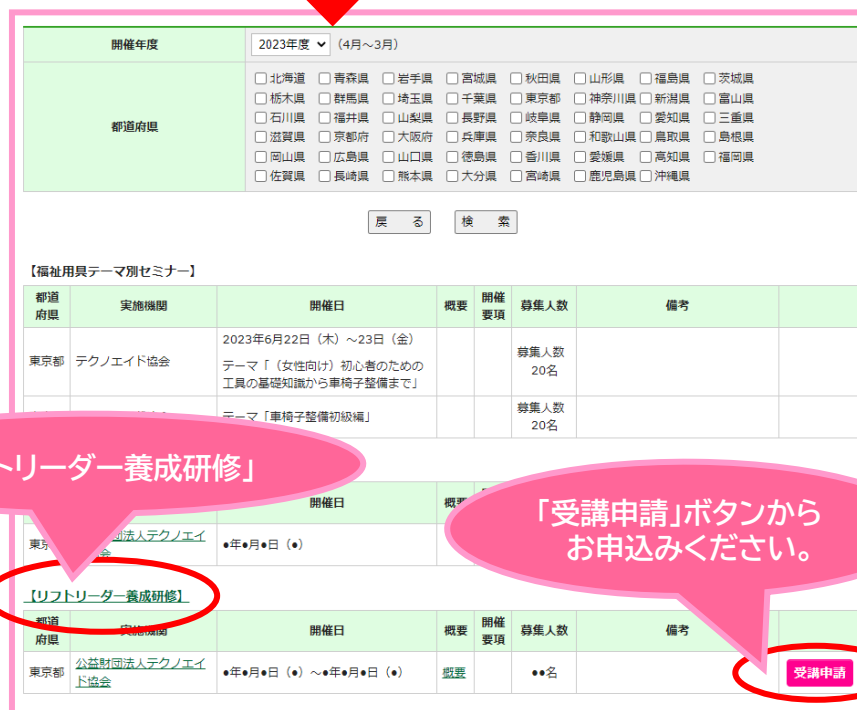 開催年度
2023年度 (4月～3月)
都道府県
北海道 青森県 岩手県 宮城県 秋田県 山形県 福島県 茨城県
栃木県 群馬県 埼玉県 千葉県 東京都 神奈川県 新潟県 富山県
石川県 福井県 山梨県 長野県 岐阜県 静岡県 愛知県 三重県
滋賀県 京都府 大阪府 兵庫県 奈良県 和歌山県 鳥取県 島根県
岡山県 広島県 山口県 徳島県 香川県 愛媛県 高知県 福岡県
佐賀県 長崎県 熊本県 大分県 宮崎県 鹿児島県 沖縄県
戻 る 検 索
【福祉用具テーマ別セミナー】
都道府県 実施機関 開催日 概要 開催要項 募集人数 備考
東京都 テクノエイド協会
2023年6月22日（木）～23日（金）
テーマ「（女性向け）初心者のための
工具の基礎知識から車椅子整備まで」
募集人数
20名
テーマ「車椅子整備初級編」
募集人数
20名
トリーダー養成研修」
開催日
団法人テクノエイ
●年●月●日（●）
「受講申請」ボタンから
お申込みください。
【リフトリーダー養成研修】
都道府県 実施機関 開催日 概要 開催要項 募集人数 備考
東京都
公益財団法人テクノエイ
ド協会
●年●月●日（●）～●年●月●日（●）
概要
●●名
受講申請